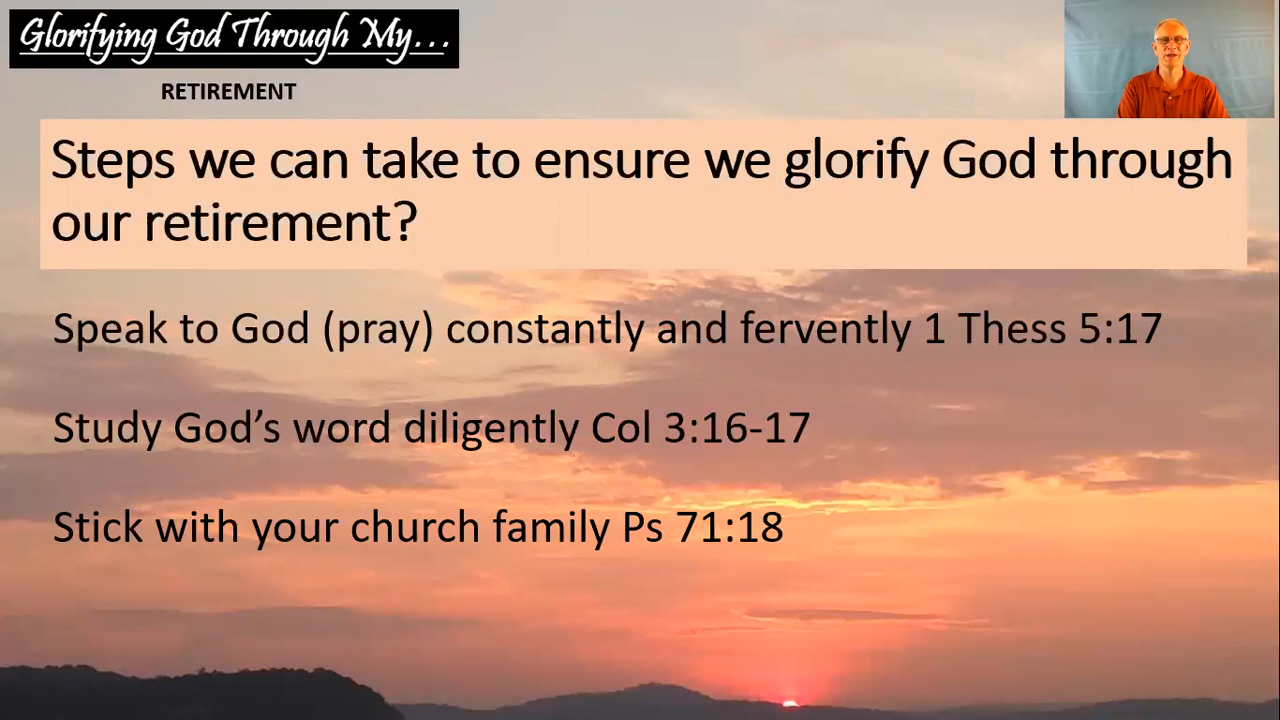 Glorifying God Through My...
RETIREMENT
Steps we can take to ensure we glorify God through
our retirement?
Speak to God (pray) constantly and fervently 1 Thess 5:17
Study God’s word diligently Col 3:16-17
Stick with your church family Ps 71:18